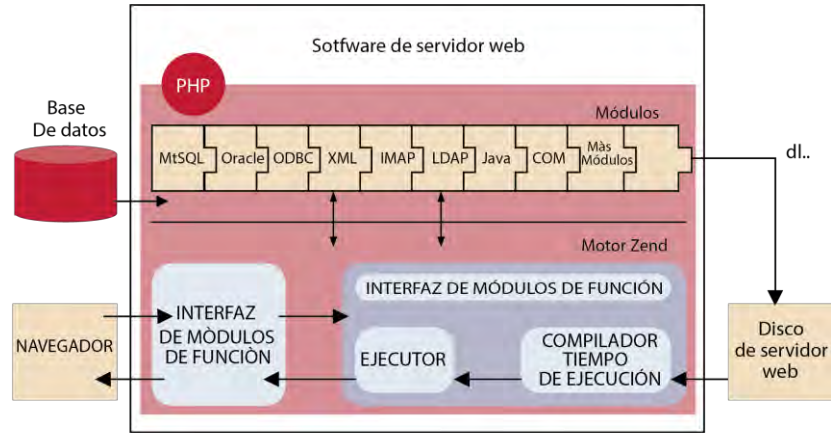 Sotfware de servidor web
PHP
Base
De datos
Módulos
MtSQL
Oracle
ODBC
XML
IMAP
LDAP
Java
COM
Màs
Módulos
dl..
Motor Zend
INTERFAZ
DE MÒDULOS
DE FUNCIÒN
INTERFAZ DE MÓDULOS DE FUNCIÓN
NAVEGADOR
EJECUTOR
COMPILADOR
TIEMPO
DE EJECUCIÓN
Disco
de servidor
web